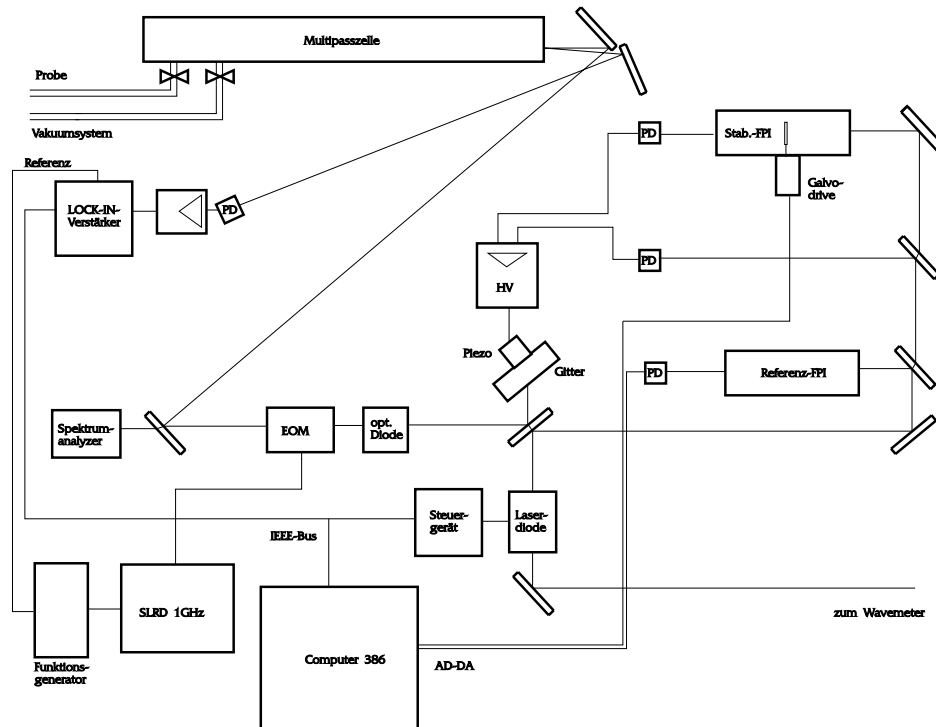 Multipasszelle
Probe
Vakuumsystem
Referenz
LOCK-IN-
Verstärker
PD
PD
Stab.-FPI
Galvo-
drive
PD
HV
Piezo
Gitter
PD
Referenz-FPI
Spektrum-
analyzer
EOM
opt.
Diode
Steuer-
gerät
Laser-
diode
IEEE-Bus
SLRD 1GHz
zum Wavemeter
Computer 386
AD-DA
Funktions-
generator